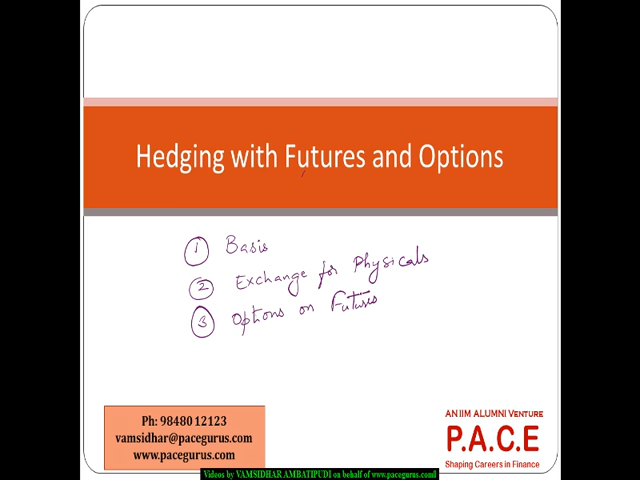 Hedging with Futures and Options
1 Basis
2 Exchange for Physicals
3 Options on Futures
Ph: 98480 12123
vamsidhar@pacegurus.com
www.pacegurus.com
AN IIM ALUMNI VENTURE
P.A.C.E
Shaping Careers in Finance
Videos by VAMSIDHAR AMBATIPUDI on behalf of www.pacegurus.com